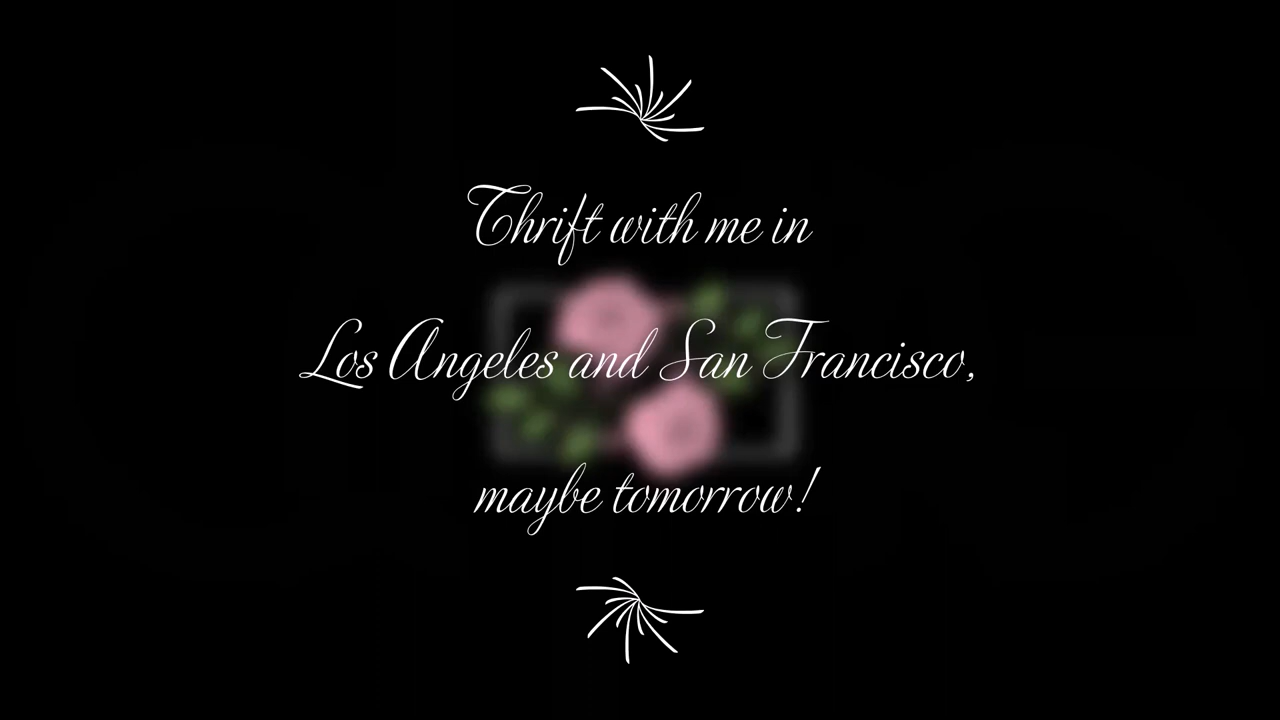 Thrift with me in
Los Angeles and San Francisco,
maybe tomorrow!